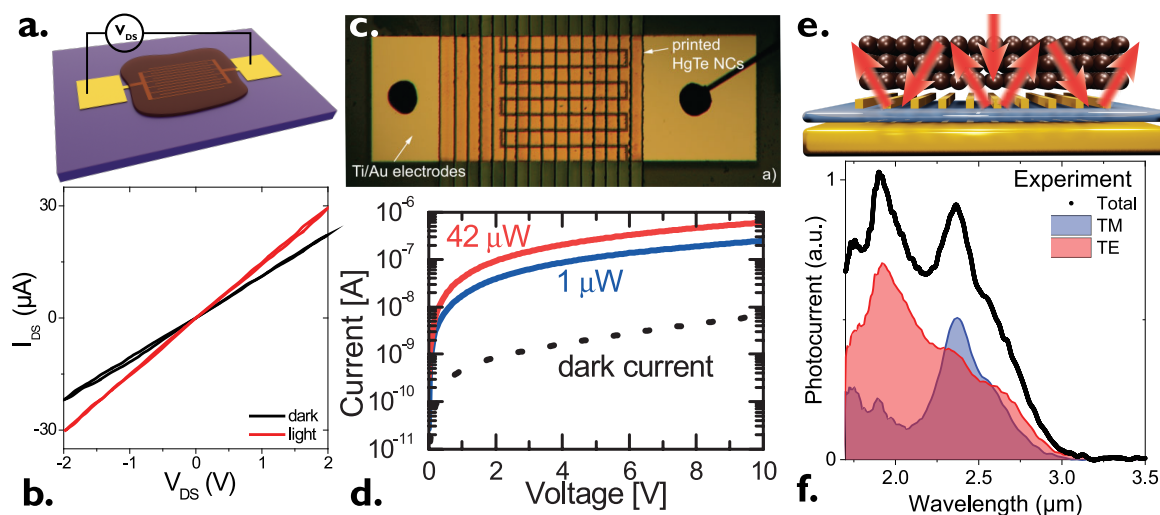 a.
V_DS
c.
printed
HgTe NCs
Ti/Au electrodes
a)
e.
30
0
-30
I_DS (µA)
dark
light
-2
-1
0
1
2
V_DS (V)
b.
10^-6
10^-7
10^-8
10^-9
10^-10
10^-11
Current [A]
42 µW
1 µW
dark current
0
2
4
6
8
10
Voltage [V]
d.
1
0
Photocurrent (a.u.)
Experiment
Total
TM
TE
2.0
2.5
3.0
3.5
Wavelength (µm)
f.